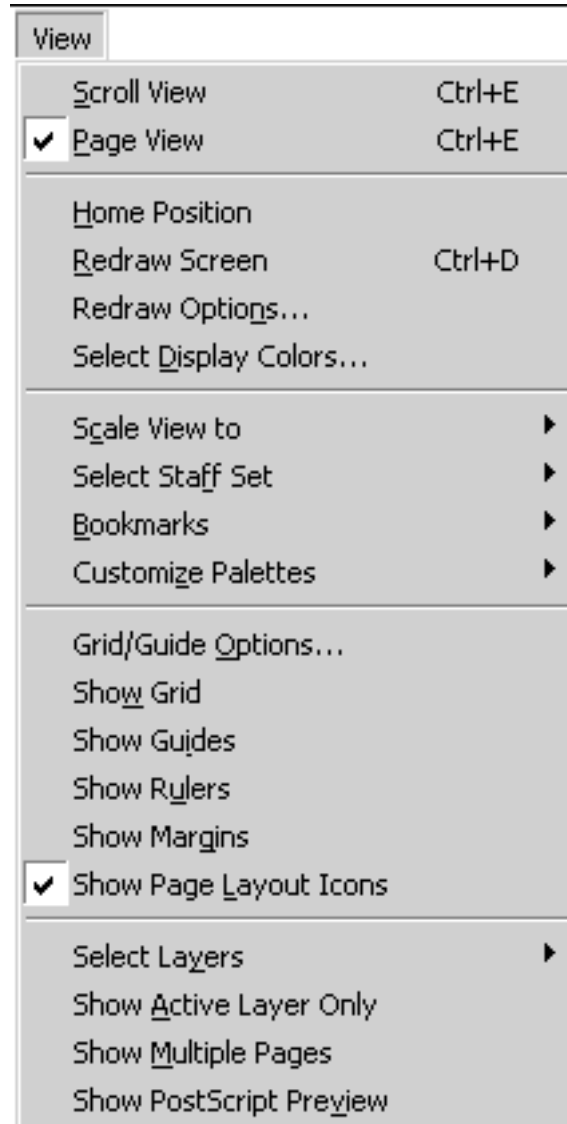 View
Scroll View Ctrl+E
Page View Ctrl+E
Home Position
Redraw Screen Ctrl+D
Redraw Options...
Select Display Colors...
Scale View to
Select Staff Set
Bookmarks
Customize Palettes
Grid/Guide Options...
Show Grid
Show Guides
Show Rulers
Show Margins
Show Page Layout Icons
Select Layers
Show Active Layer Only
Show Multiple Pages
Show PostScript Preview